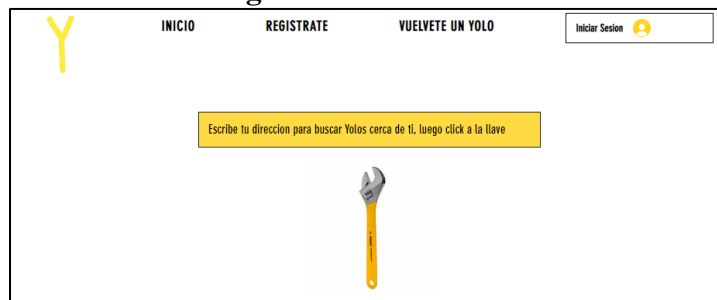 Y
INICIO
REGISTRATE
VUELVETE UN YOLO
Iniciar Sesion
Escribe tu direccion para buscar Yolos cerca de ti, luego click a la llave